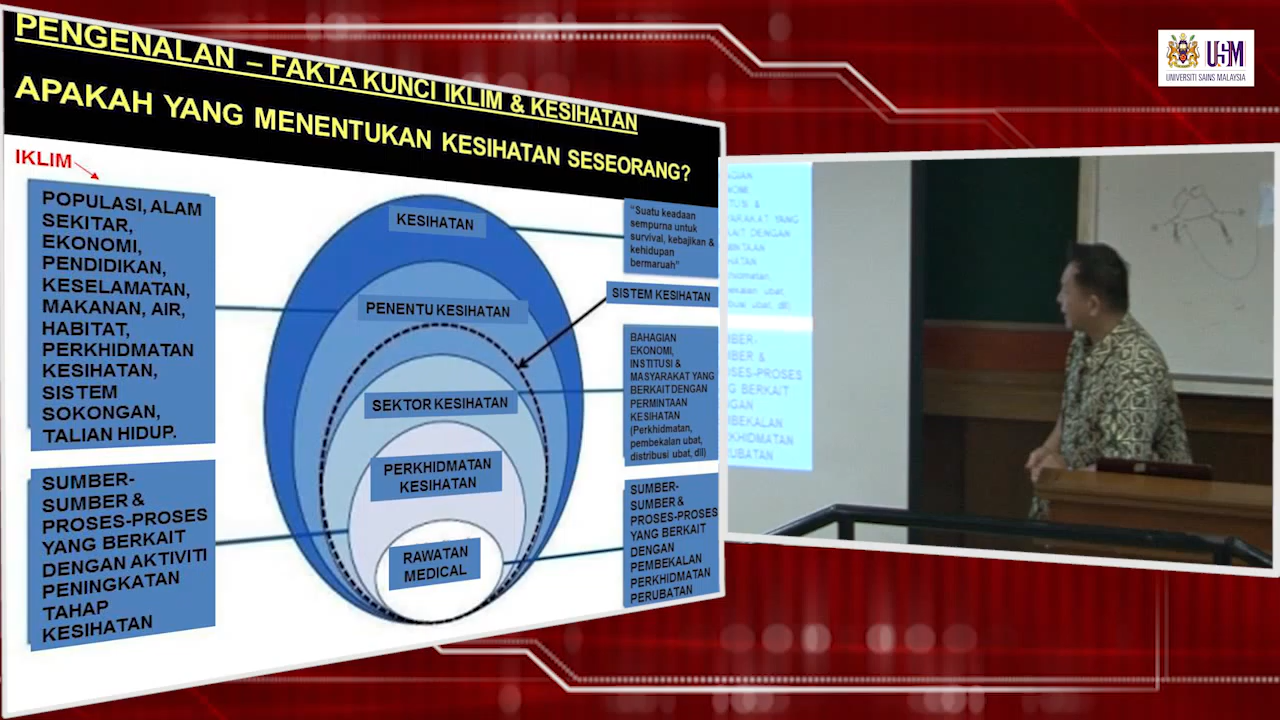 PENGENALAN – FAKTA KUNCI IKLIM & KESIHATAN
APAKAH YANG MENENTUKAN KESIHATAN SESEORANG?
IKLIM
POPULASI, ALAM
SEKITAR,
EKONOMI,
PENDIDIKAN,
KESELAMATAN,
MAKANAN, AIR,
HABITAT,
PERKHIDMATAN
KESIHATAN,
SISTEM
SOKONGAN,
TALIAN HIDUP.
SUMBER-
SUMBER &
PROSES-PROSES
YANG BERKAIT
DENGAN AKTIVITI
PENINGKATAN
TAHAP
KESIHATAN
KESIHATAN
PENENTU KESIHATAN
SEKTOR KESIHATAN
PERKHIDMATAN
KESIHATAN
RAWATAN
MEDICAL
"Suatu keadaan
sempurna untuk
survival, kebajikan &
kehidupan
bermaruah"
SISTEM KESIHATAN
BAHAGIAN
EKONOMI,
INSTITUSI &
MASYARAKAT YANG
BERKAIT DENGAN
PERMINTAAN
KESIHATAN
(Perkhidmatan,
pembekalan ubat,
distribusi ubat, dll)
SUMBER-
SUMBER &
PROSES-PROSES
YANG BERKAIT
DENGAN
PEMBEKALAN
PERKHIDMATAN
PERUBATAN
USM
UNIVERSITI SAINS MALAYSIA